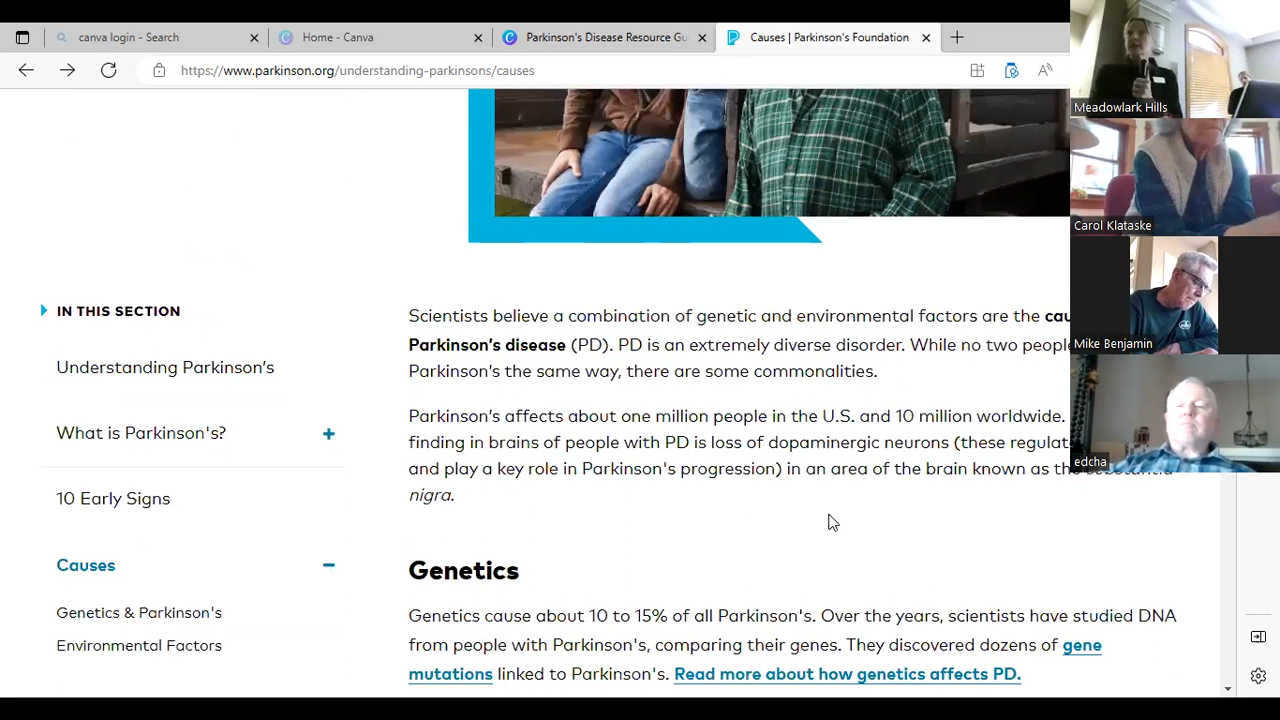 canva login - Search
Home - Canva
Parkinson's Disease Resource Gu
Causes | Parkinson's Foundation
https://www.parkinson.org/understanding-parkinsons/causes
Meadowlark Hills
Carol Klataske
Mike Benjamin
edcha
IN THIS SECTION
Understanding Parkinson's
What is Parkinson's?
10 Early Signs
Causes
Genetics & Parkinson's
Environmental Factors
Scientists believe a combination of genetic and environmental factors are the cau
Parkinson's disease (PD). PD is an extremely diverse disorder. While no two people
Parkinson's the same way, there are some commonalities.
Parkinson's affects about one million people in the U.S. and 10 million worldwide.
finding in brains of people with PD is loss of dopaminergic neurons (these regulat
and play a key role in Parkinson's progression) in an area of the brain known as the substantia
nigra.
Genetics
Genetics cause about 10 to 15% of all Parkinson's. Over the years, scientists have studied DNA
from people with Parkinson's, comparing their genes. They discovered dozens of gene
mutations linked to Parkinson's. Read more about how genetics affects PD.